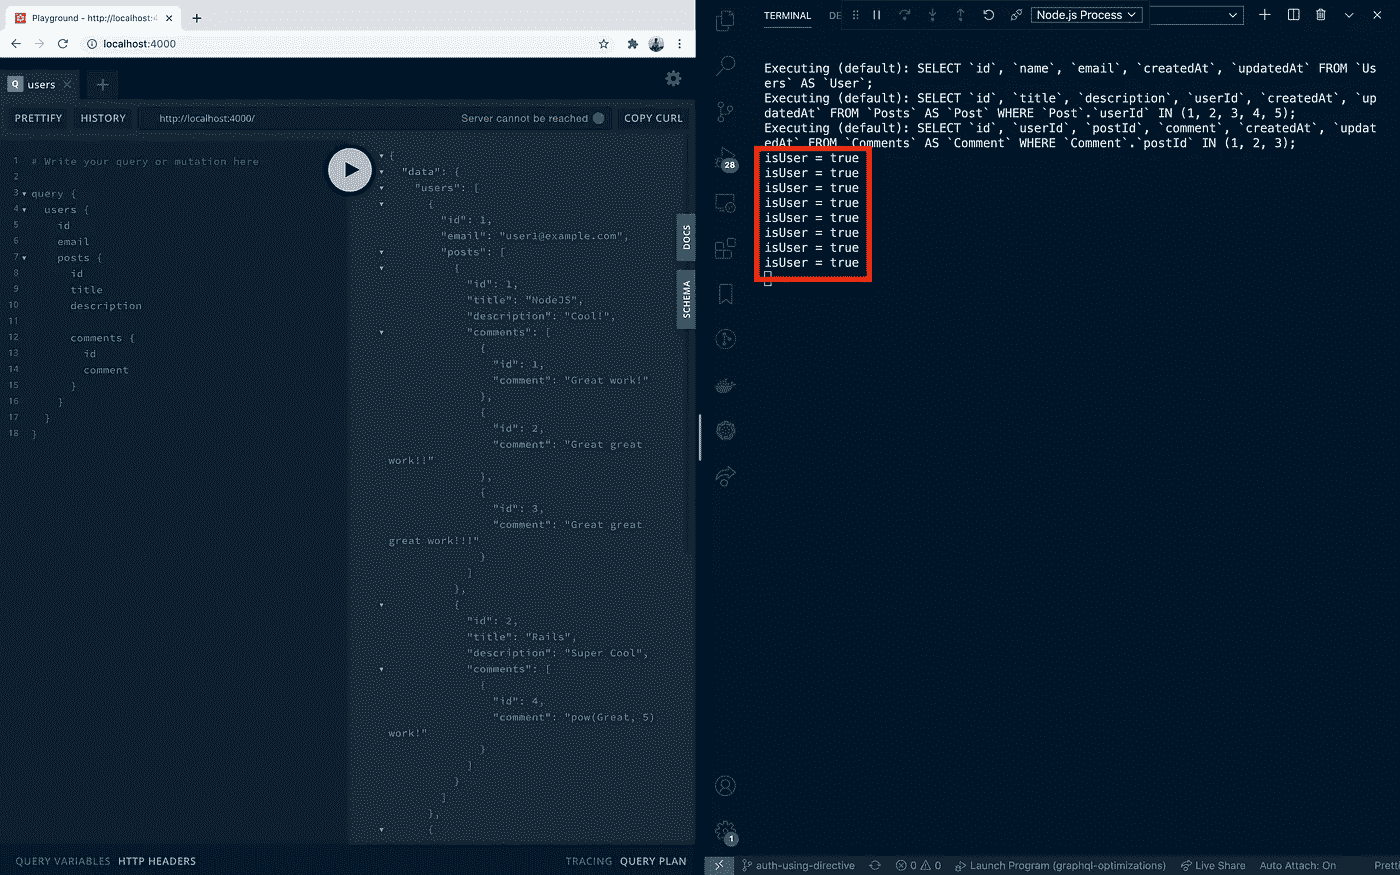 Playground - http://localhost:4
localhost:4000
Q users
PRETTIFY HISTORY http://localhost:4000/ Server cannot be reached COPY CURL
1 # Write your query or mutation here
2
3 query {
4 users {
5 id
6 email
7 posts {
8 id
9 title
10 description
11
12 comments {
13 id
14 comment
15 }
16 }
17 }
18 }
{
"data": {
"users": [
{
"id": 1,
"email": "user1@example.com",
"posts": [
{
"id": 1,
"title": "NodeJS",
"description": "Cool!",
"comments": [
{
"id": 1,
"comment": "Great work!"
},
{
"id": 2,
"comment": "Great great
work!!"
},
{
"id": 3,
"comment": "Great great
great work!!!"
}
]
},
{
"id": 2,
"title": "Rails",
"description": "Super Cool",
"comments": [
{
"id": 4,
"comment": "pow(Great, 5)
work!"
}
]
}
]
},
{
DOCS
SCHEMA
QUERY VARIABLES HTTP HEADERS TRACING QUERY PLAN
TERMINAL DE Node.js Process
Executing (default): SELECT `id`, `name`, `email`, `createdAt`, `updatedAt` FROM `Us
ers` AS `User`;
Executing (default): SELECT `id`, `title`, `description`, `userId`, `createdAt`, `up
datedAt` FROM `Posts` AS `Post` WHERE `Post`.`userId` IN (1, 2, 3, 4, 5);
Executing (default): SELECT `id`, `userId`, `postId`, `comment`, `createdAt`, `updat
edAt` FROM `Comments` AS `Comment` WHERE `Comment`.`postId` IN (1, 2, 3);
isUser = true
isUser = true
isUser = true
isUser = true
isUser = true
isUser = true
isUser = true
isUser = true
28
1
auth-using-directive 0 0 Launch Program (graphql-optimizations) Live Share Auto Attach: On Pretti